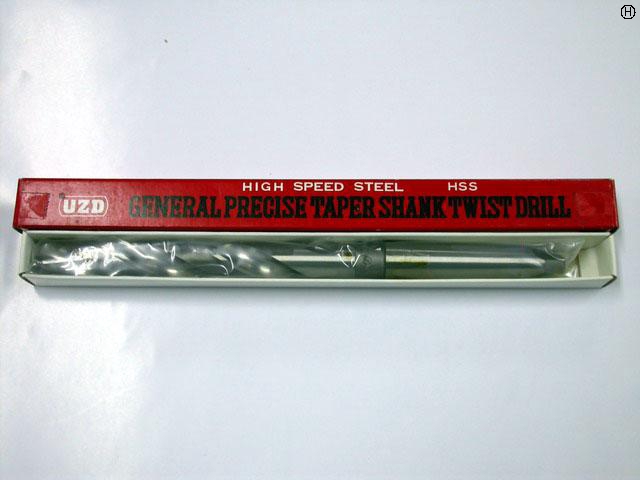 H
HIGH SPEED STEEL HSS
UZD
GENERAL PRECISE TAPER SHANK TWIST DRILL